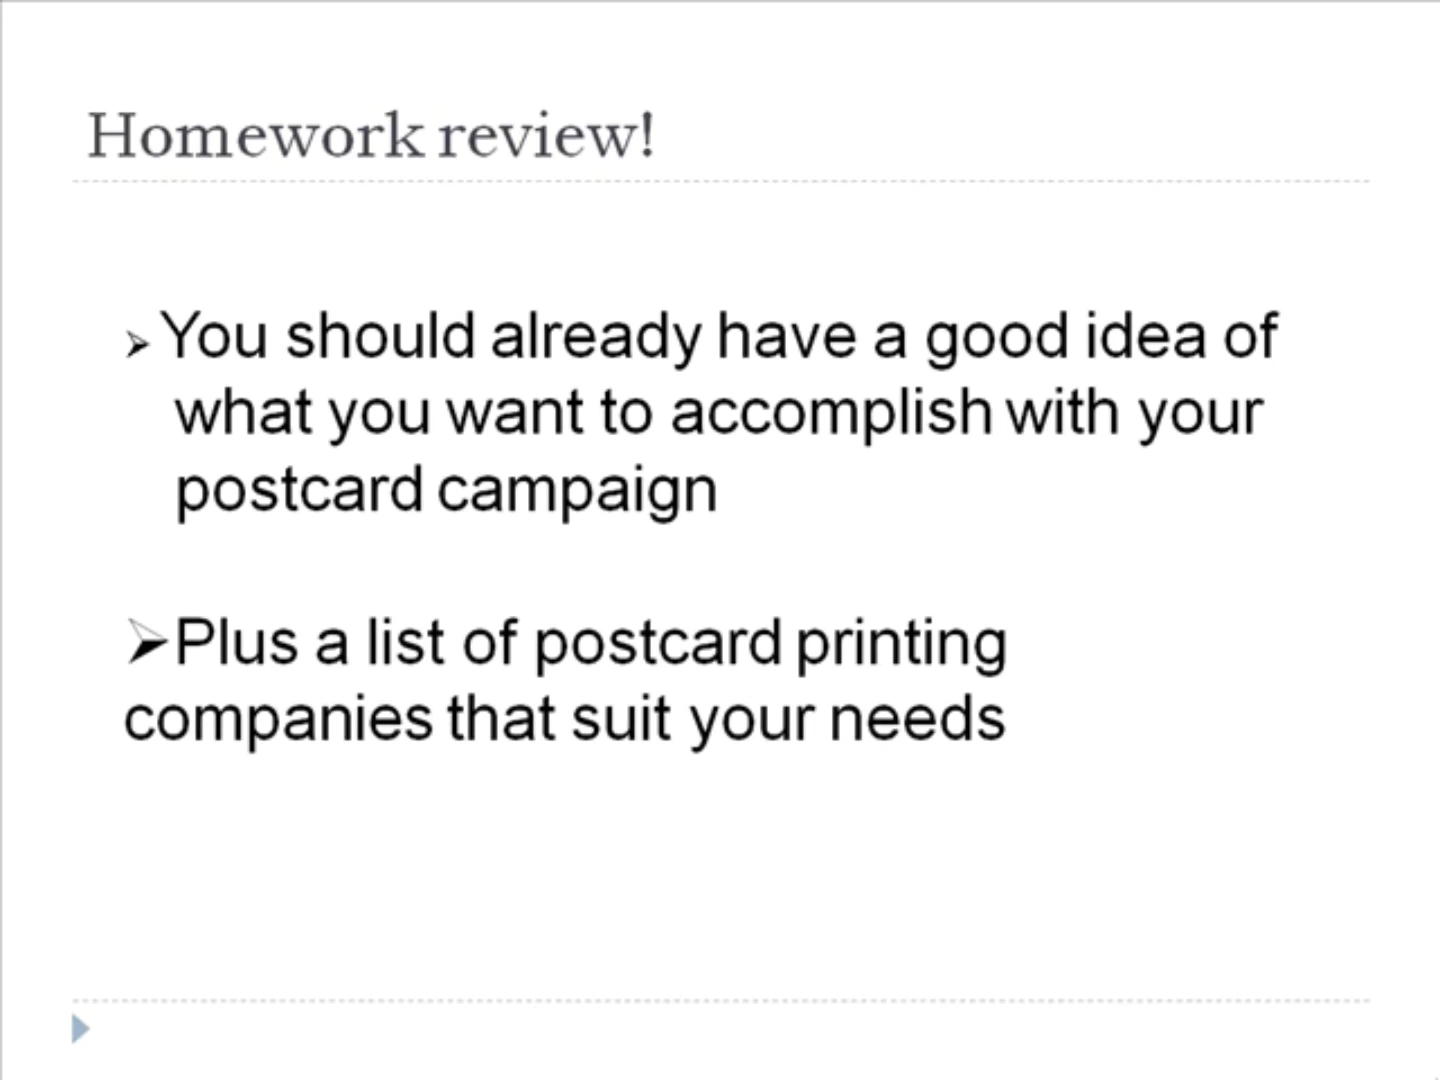 Homework review!
➢ You should already have a good idea of
what you want to accomplish with your
postcard campaign
➢Plus a list of postcard printing
companies that suit your needs